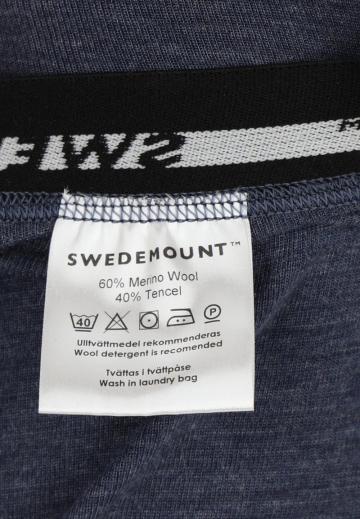 SWEDEMOUNT™
60% Merino Wool
40% Tencel
40 P
Ulltvättmedel rekommenderas
Wool detergent is recomended
Tvättas i tvättpåse
Wash in laundry bag